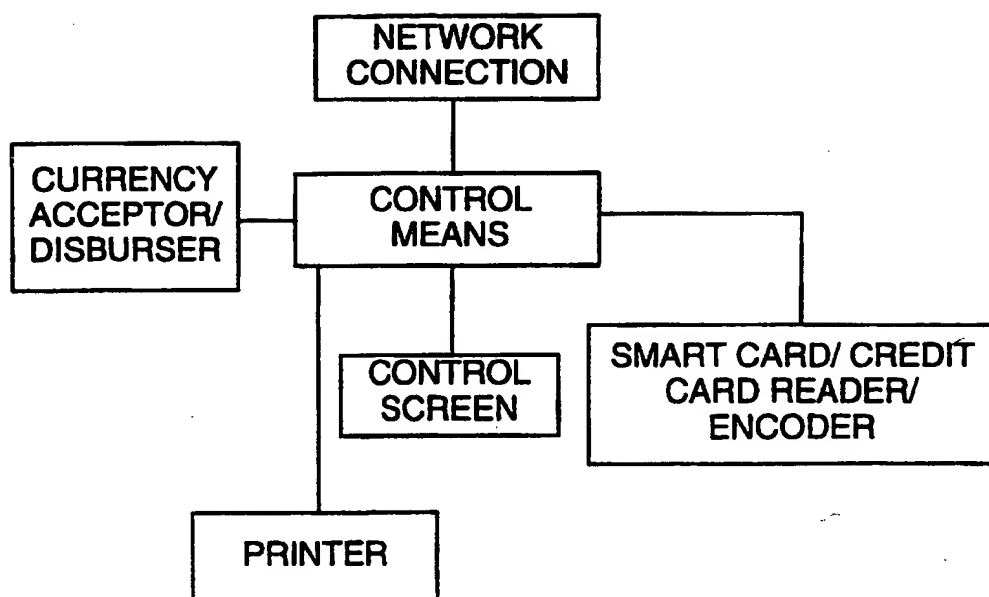 NETWORK
CONNECTION
CURRENCY
ACCEPTOR/
DISBURSER
CONTROL
MEANS
CONTROL
SCREEN
SMART CARD/ CREDIT
CARD READER/
ENCODER
PRINTER